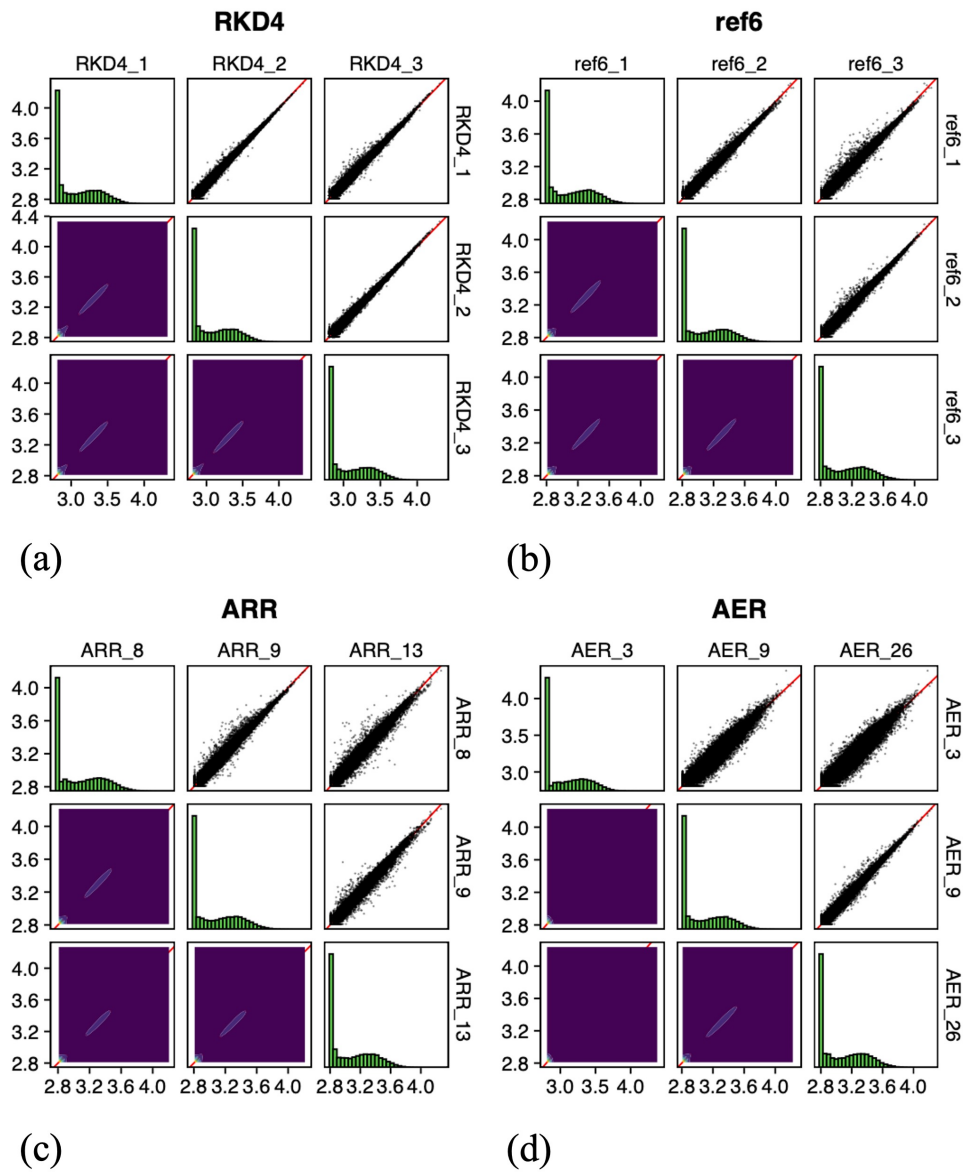 RKD4
RKD4_1 RKD4_2 RKD4_3
4.0
3.6
3.2
2.8
RKD4_1
4.4
4.0
3.6
3.2
2.8
RKD4_2
4.0
3.6
3.2
2.8
RKD4_3
3.0 3.5 4.0 3.0 3.5 4.0 3.0 3.5 4.0
(a)
ref6
ref6_1 ref6_2 ref6_3
4.0
3.6
3.2
2.8
ref6_1
4.0
3.6
3.2
2.8
ref6_2
4.0
3.6
3.2
2.8
ref6_3
2.8 3.2 3.6 4.0 2.8 3.2 3.6 4.0 2.8 3.2 3.6 4.0
(b)
ARR
ARR_8 ARR_9 ARR_13
4.0
3.6
3.2
2.8
ARR_8
4.0
3.6
3.2
2.8
ARR_9
4.0
3.6
3.2
2.8
ARR_13
2.8 3.2 3.6 4.0 2.8 3.2 3.6 4.0 2.8 3.2 3.6 4.0
(c)
AER
AER_3 AER_9 AER_26
4.0
3.5
3.0
AER_3
4.0
3.6
3.2
2.8
AER_9
4.0
3.6
3.2
2.8
AER_26
3.0 3.5 4.0 2.8 3.2 3.6 4.0 2.8 3.2 3.6 4.0
(d)